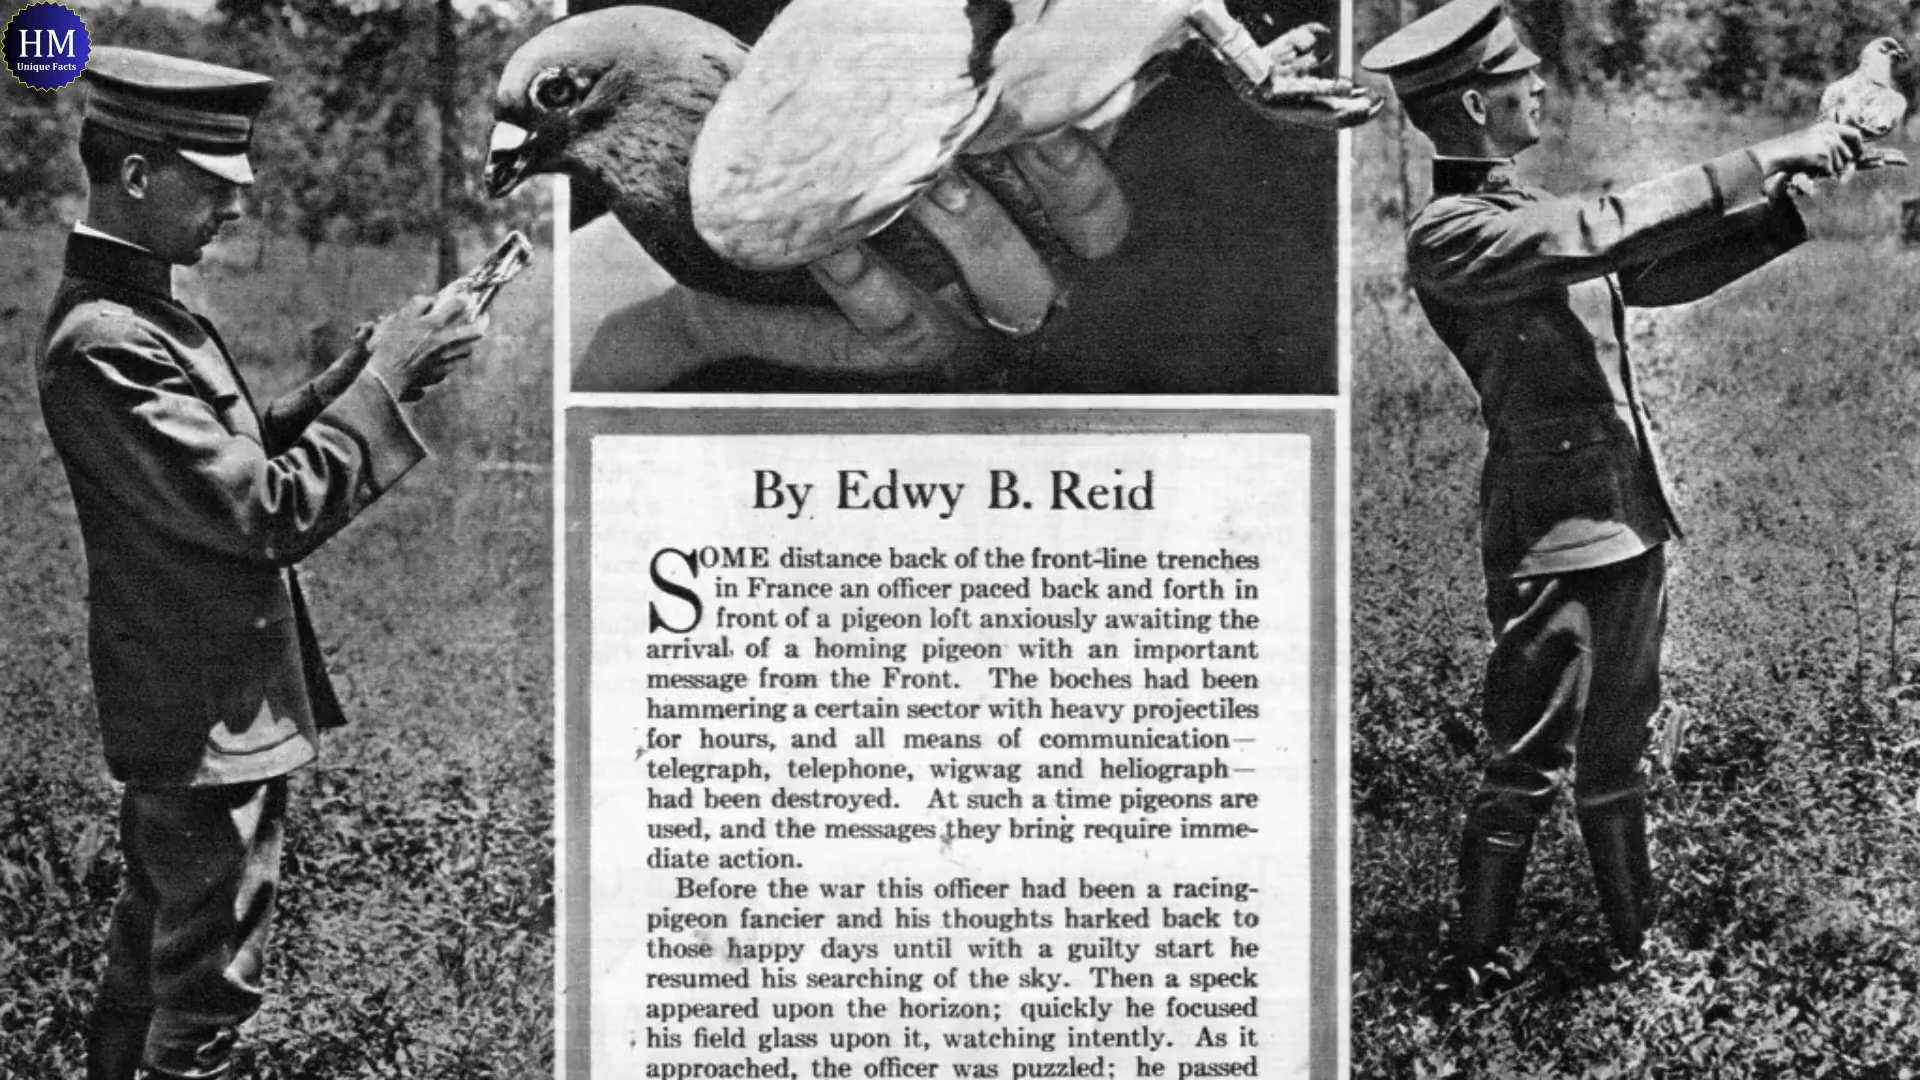 HM
Unique Facts
By Edwy B. Reid
SOME distance back of the front-line trenches
in France an officer paced back and forth in
front of a pigeon loft anxiously awaiting the
arrival of a homing pigeon with an important
message from the Front. The boches had been
hammering a certain sector with heavy projectiles
for hours, and all means of communication—
telegraph, telephone, wigwag and heliograph—
had been destroyed. At such a time pigeons are
used, and the messages they bring require imme-
diate action.
Before the war this officer had been a racing-
pigeon fancier and his thoughts harked back to
those happy days until with a guilty start he
resumed his searching of the sky. Then a speck
appeared upon the horizon; quickly he focused
his field glass upon it, watching intently. As it
approached, the officer was puzzled; he passed